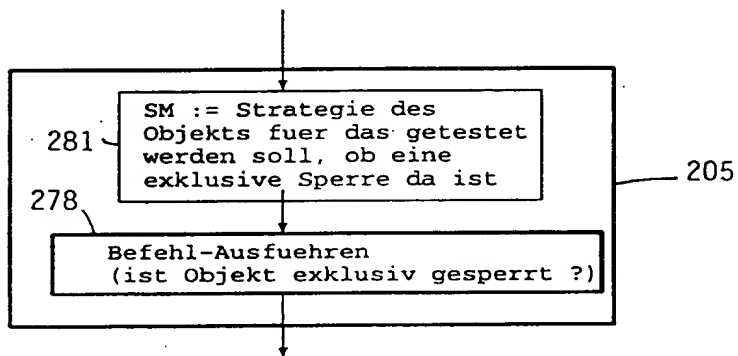 SM := Strategie des
Objekts fuer das getestet
werden soll, ob eine
exklusive Sperre da ist
281
205
278
Befehl-Ausfuehren
(ist Objekt exklusiv gesperrt ?)